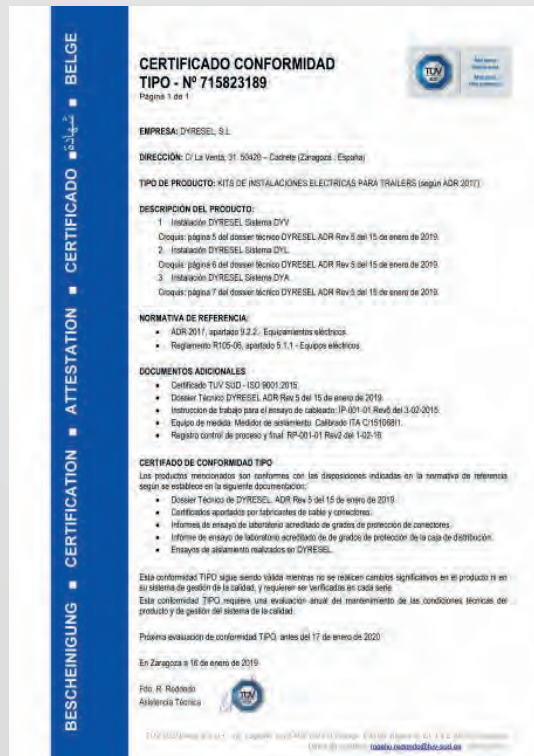 BESCHEINIGUNG ■ CERTIFICATION ■ ATTESTATION ■ CERTIFICADO ■ شهادة ■ BELGE
CERTIFICADO CONFORMIDAD
TIPO - Nº 715823189
Página 1 de 1
TÜV
SÜD
EMPRESA: DYRESEL, S.L.
DIRECCIÓN: C/ La Venta, 31. 50420 – Cadrete (Zaragoza . España)
TIPO DE PRODUCTO: KITS DE INSTALACIONES ELECTRICAS PARA TRAILERS (según ADR 2017)
DESCRIPCIÓN DEL PRODUCTO:
1 Instalación DYRESEL Sistema DYV
Croquis: página 5 del dossier técnico DYRESEL ADR Rev 5 del 15 de enero de 2019.
2. Instalación DYRESEL Sistema DYL.
Croquis: página 6 del dossier técnico DYRESEL ADR Rev 5 del 15 de enero de 2019.
3 Instalación DYRESEL Sistema DYA
Croquis: página 7 del dossier técnico DYRESEL ADR Rev 5 del 15 de enero de 2019.
NORMATIVA DE REFERENCIA:
• ADR-2017, apartado 9.2.2.- Equipamientos eléctricos.
• Reglamento R105-06, apartado 5.1.1 - Equipos eléctricos
DOCUMENTOS ADICIONALES
• Certificado TUV SUD - ISO 9001:2015.
• Dossier Técnico DYRESEL ADR Rev 5 del 15 de enero de 2019.
• Instrucción de trabajo para el ensayo de cableado: IP-001-01 Rev6 del 3-02-2015.
• Equipo de medida: Medidor de aislamiento. Calibrado ITA
• Registro control de proceso y final: RP-001-01 Rev2 del 1-02-16.
CERTIFADO DE CONFORMIDAD TIPO
Los productos mencionados son conformes con las disposiciones indicadas en la normativa de referencia
según se establece en la siguiente documentación:
• Dossier Técnico de DYRESEL. ADR Rev 5 del 15 de enero de 2019
• Certificados aportados por fabricantes de cable y conectores.
• Informes de ensayo de laboratorio acreditado de grados de protección de conectores.
• Informe de ensayo de laboratorio acreditado de de grados de protección de la caja de distribución.
• Ensayos de aislamiento realizados en DYRESEL.
Esta conformidad TIPO sigue siendo válida mientras no se realicen cambios significativos en el producto ni en
su sistema de gestión de la calidad, y requieren ser verificadas en cada serie.
Esta conformidad TIPO requiere una evaluación anual del mantenimiento de las condiciones técnicas del
producto y de gestión del sistema de la calidad.
Próxima evaluación de conformidad TIPO, antes del 17 de enero de 2020
En Zaragoza a 16 de enero de 2019
Fdo. R. Redondo
Asistencia Técnica
TÜV
SÜD
rogelio.redondo@tuv-sud.es